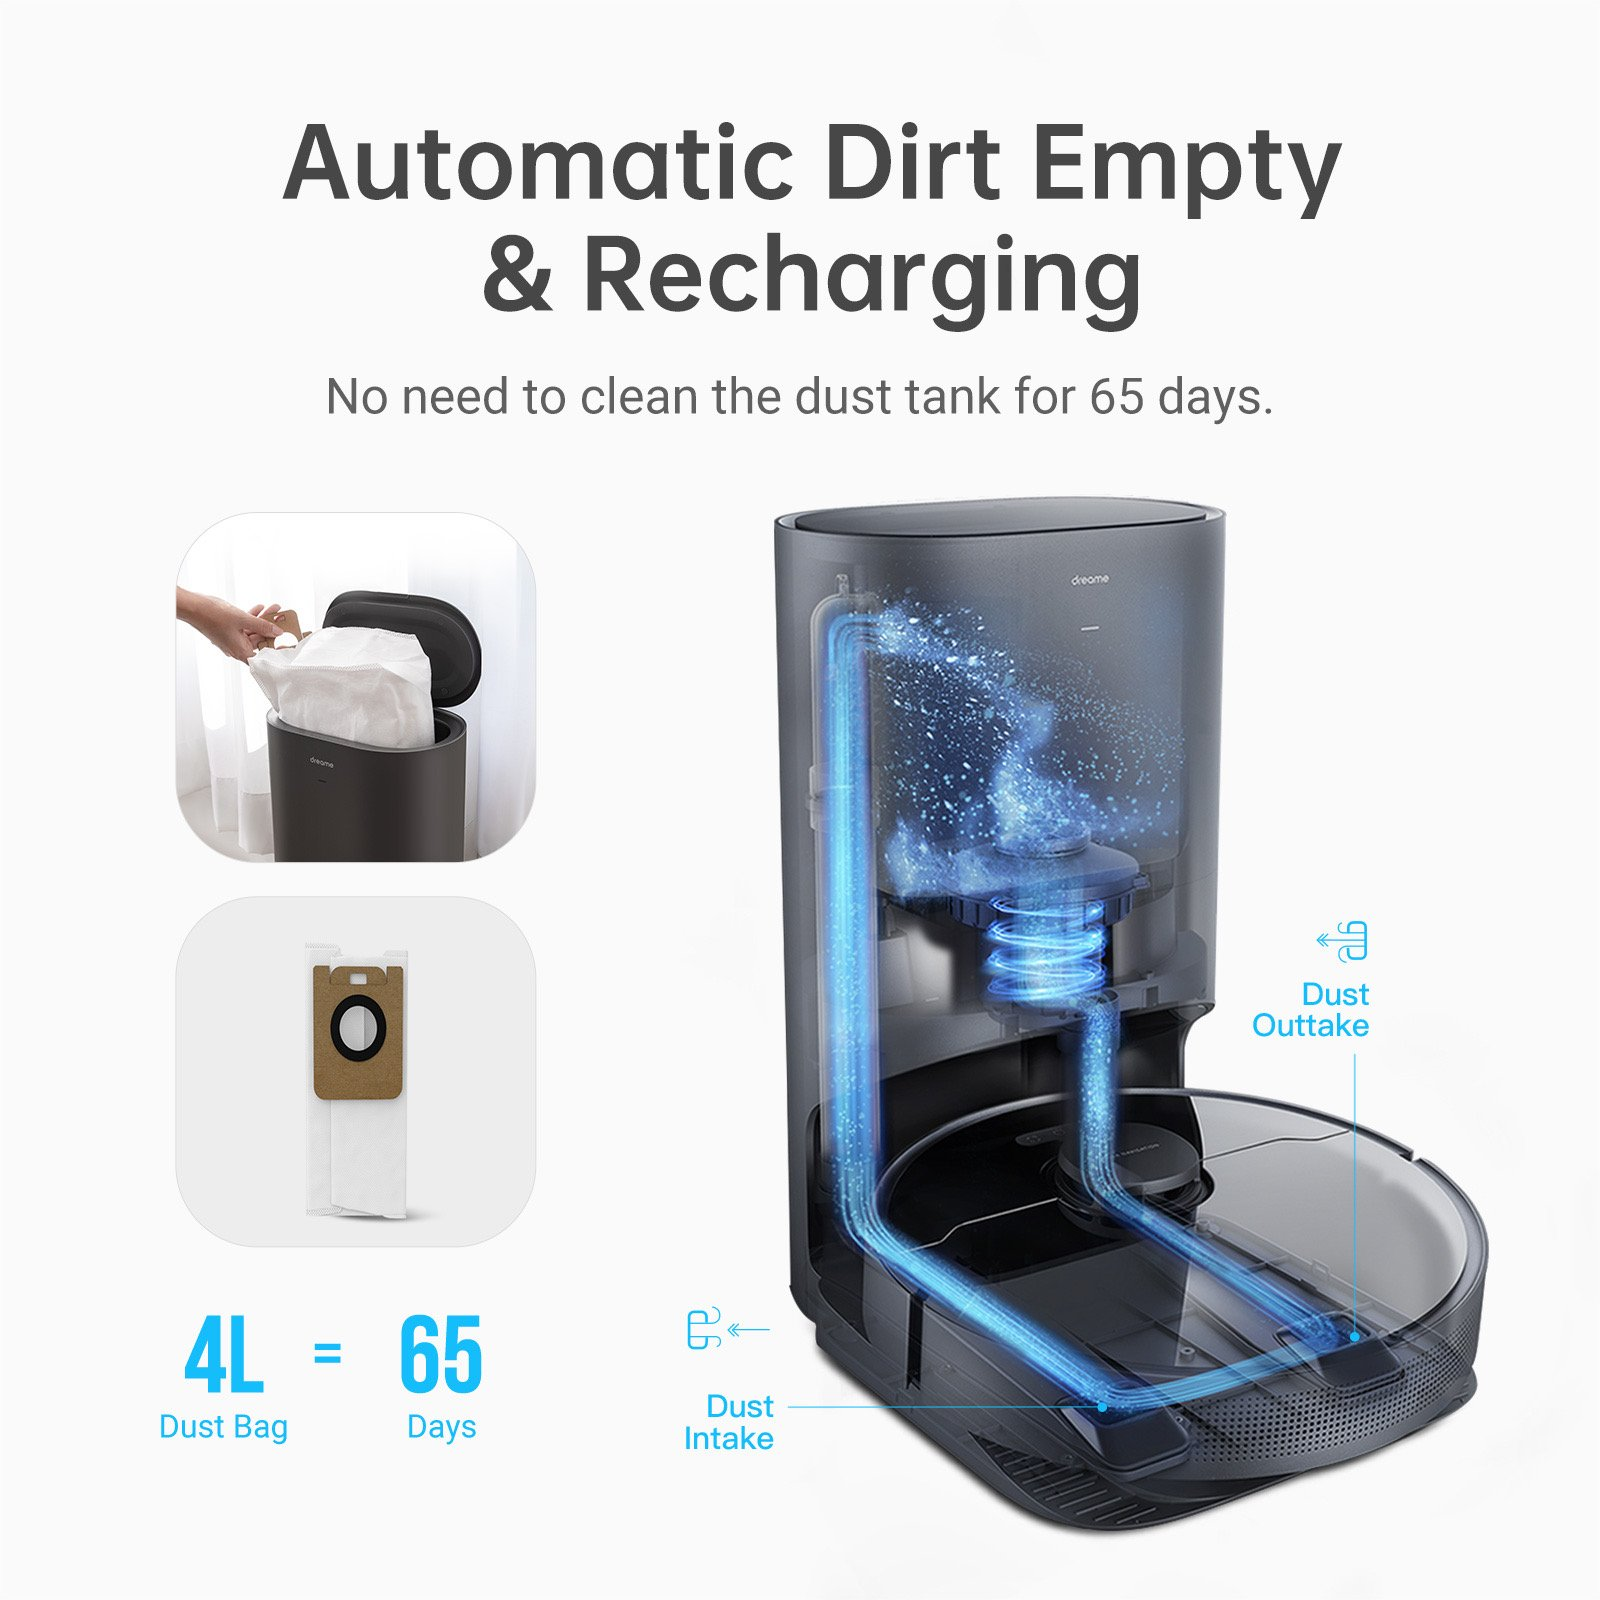 Automatic Dirt Empty
& Recharging
No need to clean the dust tank for 65 days.
dreame
dreame
Dust
Outtake
4L = 65
Dust Bag Days
Dust
Intake